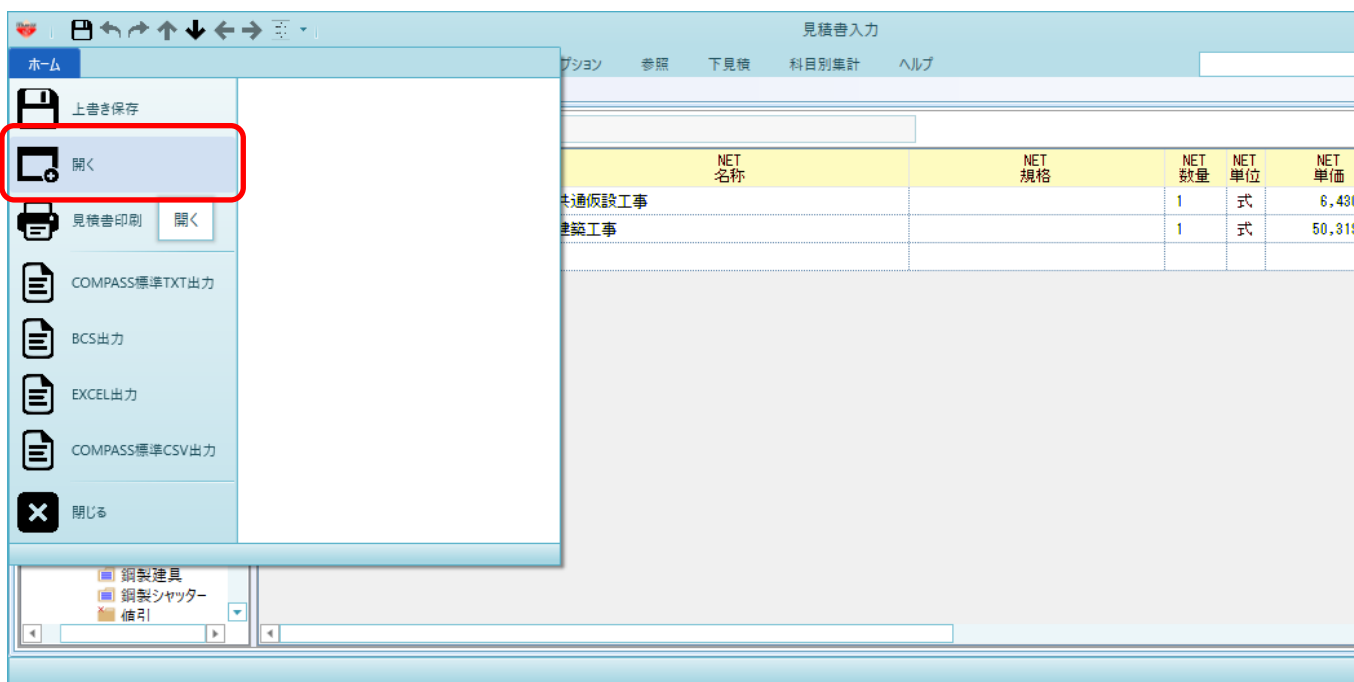 見積書入力
ホーム
プション 参照 下見積 科目別集計 ヘルプ
上書き保存
開く
見積書印刷
開く
COMPASS標準TXT出力
BCS出力
EXCEL出力
COMPASS標準CSV出力
閉じる
NET
名称
NET
規格
NET
数量
NET
単位
NET
単価
共通仮設工事 1 式 6,430
建築工事 1 式 50,318
鋼製建具
鋼製シャッター
値引